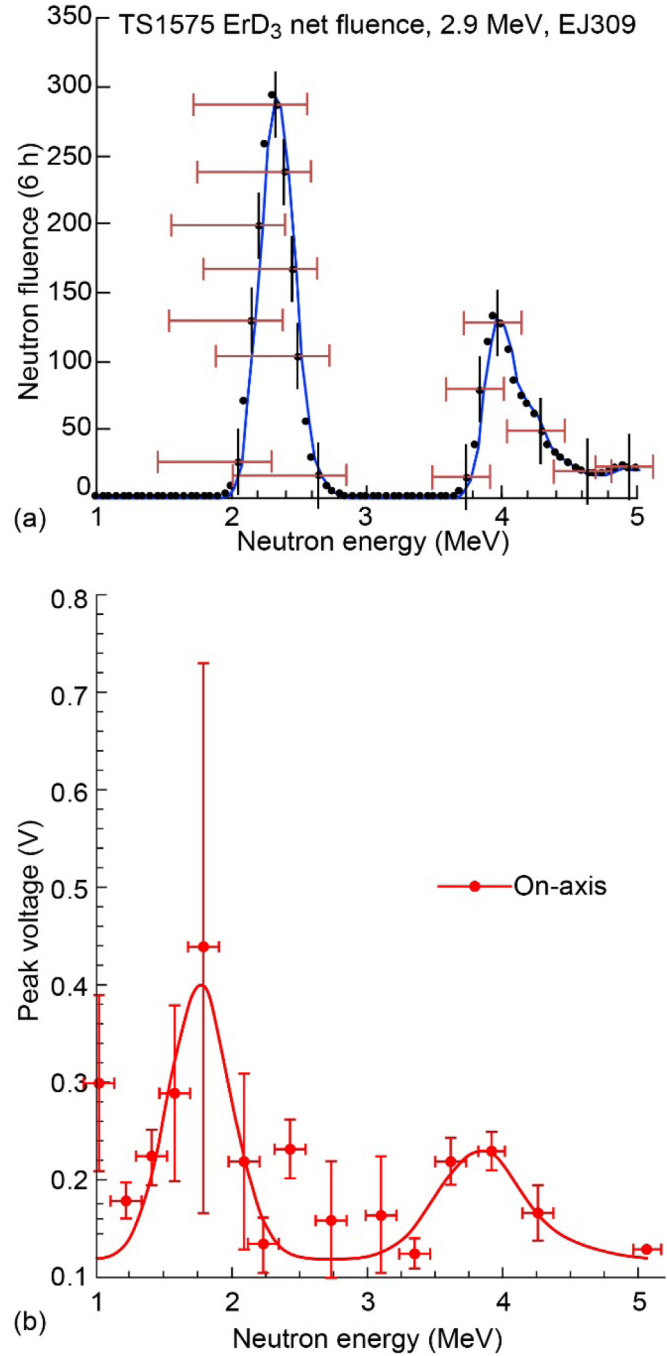 TS1575 ErD3 net fluence, 2.9 MeV, EJ309
350
300
250
200
150
100
50
0
Neutron fluence (6 h)
1 2 3 4 5
Neutron energy (MeV)
(a)
0.8
0.7
0.6
0.5
0.4
0.3
0.2
0.1
Peak voltage (V)
On-axis
1 2 3 4 5
Neutron energy (MeV)
(b)